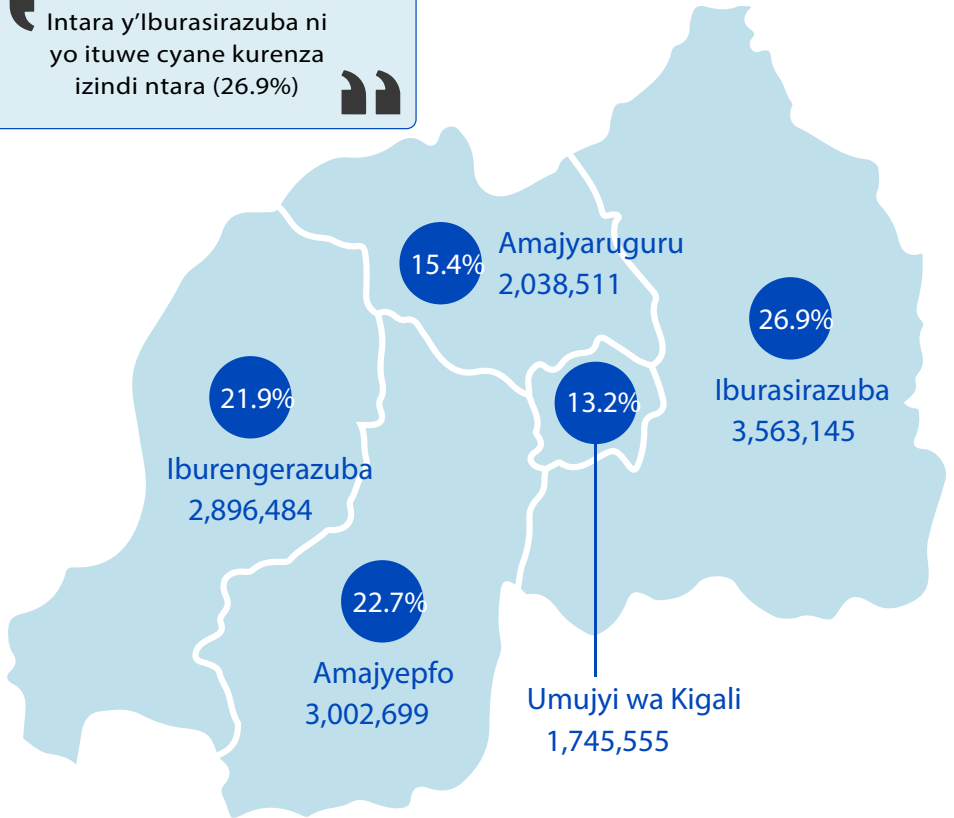 Intara y'Iburasirazuba ni
yo ituwe cyane kurenza
izindi ntara (26.9%)
15.4%
Amajyaruguru
2,038,511
26.9%
Iburasirazuba
3,563,145
21.9%
Iburengerazuba
2,896,484
13.2%
22.7%
Amajyepfo
3,002,699
Umujyi wa Kigali
1,745,555